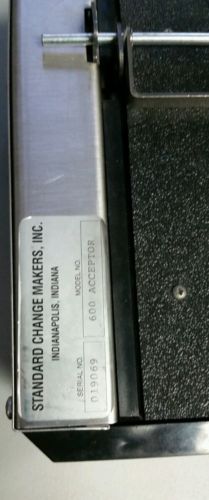 STANDARD CHANGE MAKERS, INC.
INDIANAPOLIS, INDIANA
MODEL NO.
600 ACCEPTOR
SERIAL NO.
019069